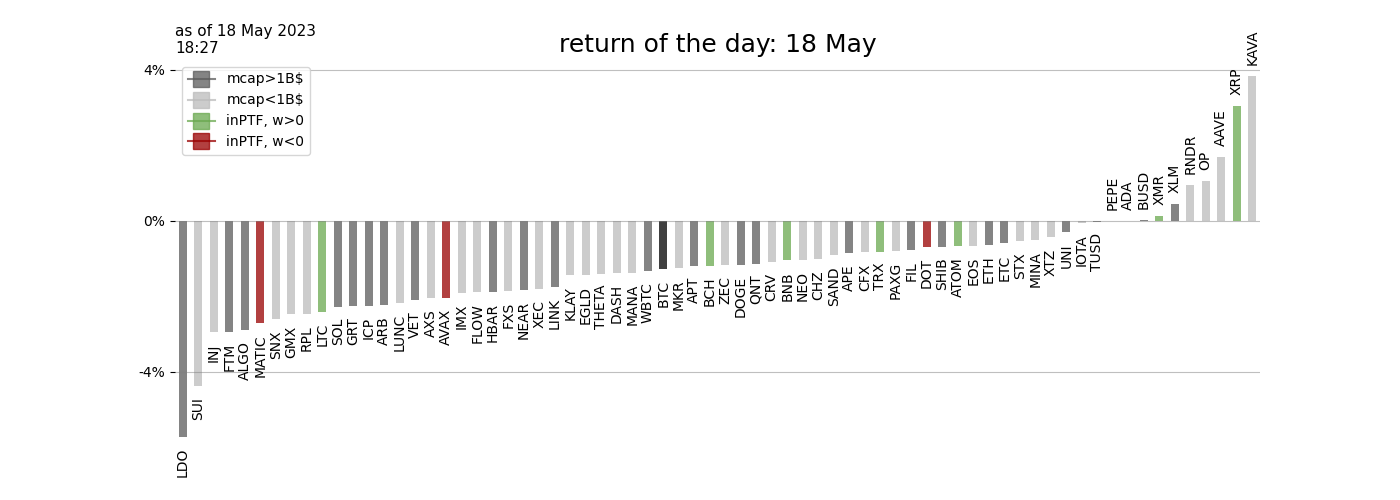 as of 18 May 2023
18:27
return of the day: 18 May
4%
0%
-4%
mcap>1B$
mcap<1B$
inPTF, w>0
inPTF, w<0
LDO
SUI
INJ
FTM
ALGO
MATIC
SNX
GMX
RPL
LTC
SOL
GRT
ICP
ARB
LUNC
VET
AXS
AVAX
IMX
FLOW
HBAR
FXS
NEAR
XEC
LINK
KLAY
EGLD
THETA
DASH
MANA
WBTC
BTC
MKR
APT
BCH
ZEC
DOGE
QNT
CRV
BNB
NEO
CHZ
SAND
APE
CFX
TRX
PAXG
FIL
DOT
SHIB
ATOM
EOS
ETH
ETC
STX
MINA
XTZ
UNI
IOTA
TUSD
PEPE
ADA
BUSD
XMR
XLM
RNDR
OP
AAVE
XRP
KAVA